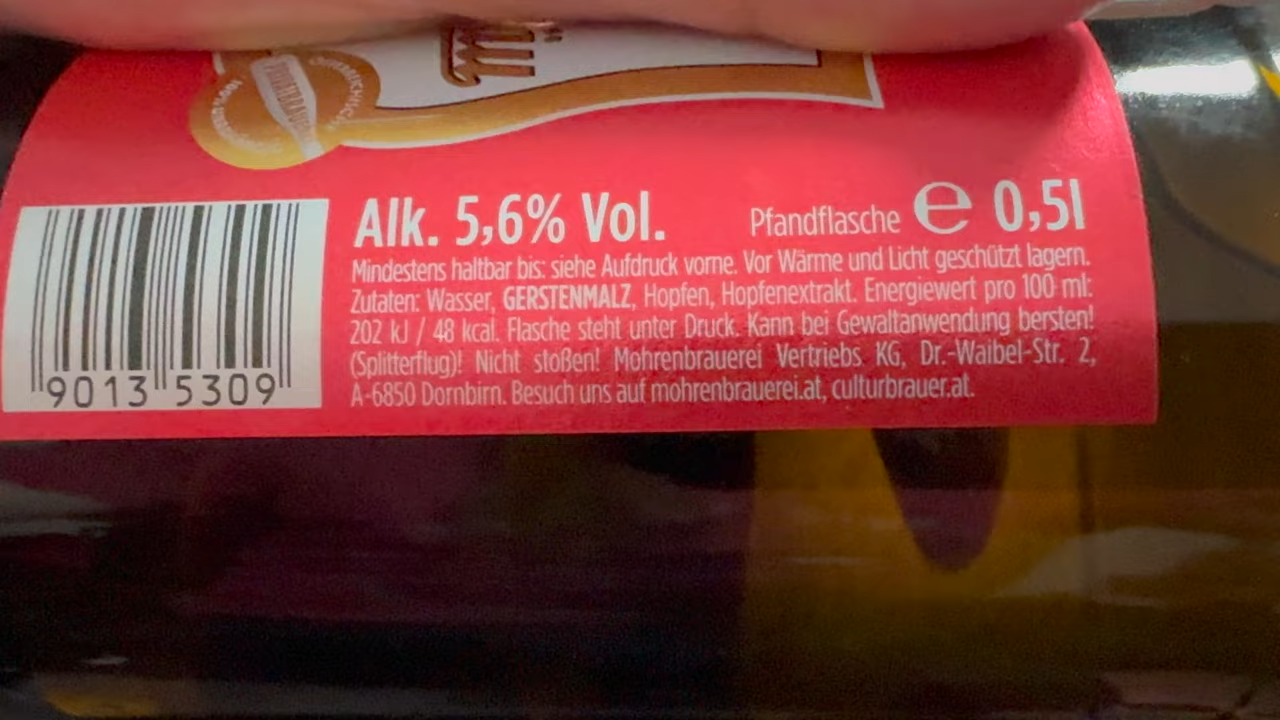 Alk. 5,6% Vol.
Pfandflasche ℮ 0,5l
Mindestens haltbar bis: siehe Aufdruck vorne. Vor Wärme und Licht geschützt lagern.
Zutaten: Wasser, GERSTENMALZ, Hopfen, Hopfenextrakt. Energiewert pro 100 ml:
202 kJ / 48 kcal. Flasche steht unter Druck. Kann bei Gewaltanwendung bersten!
(Splitterflug)! Nicht stoßen! Mohrenbrauerei Vertriebs KG, Dr.-Waibel-Str. 2,
A-6850 Dornbirn. Besuch uns auf mohrenbrauerei.at, culturbrauer.at.
9013 5309